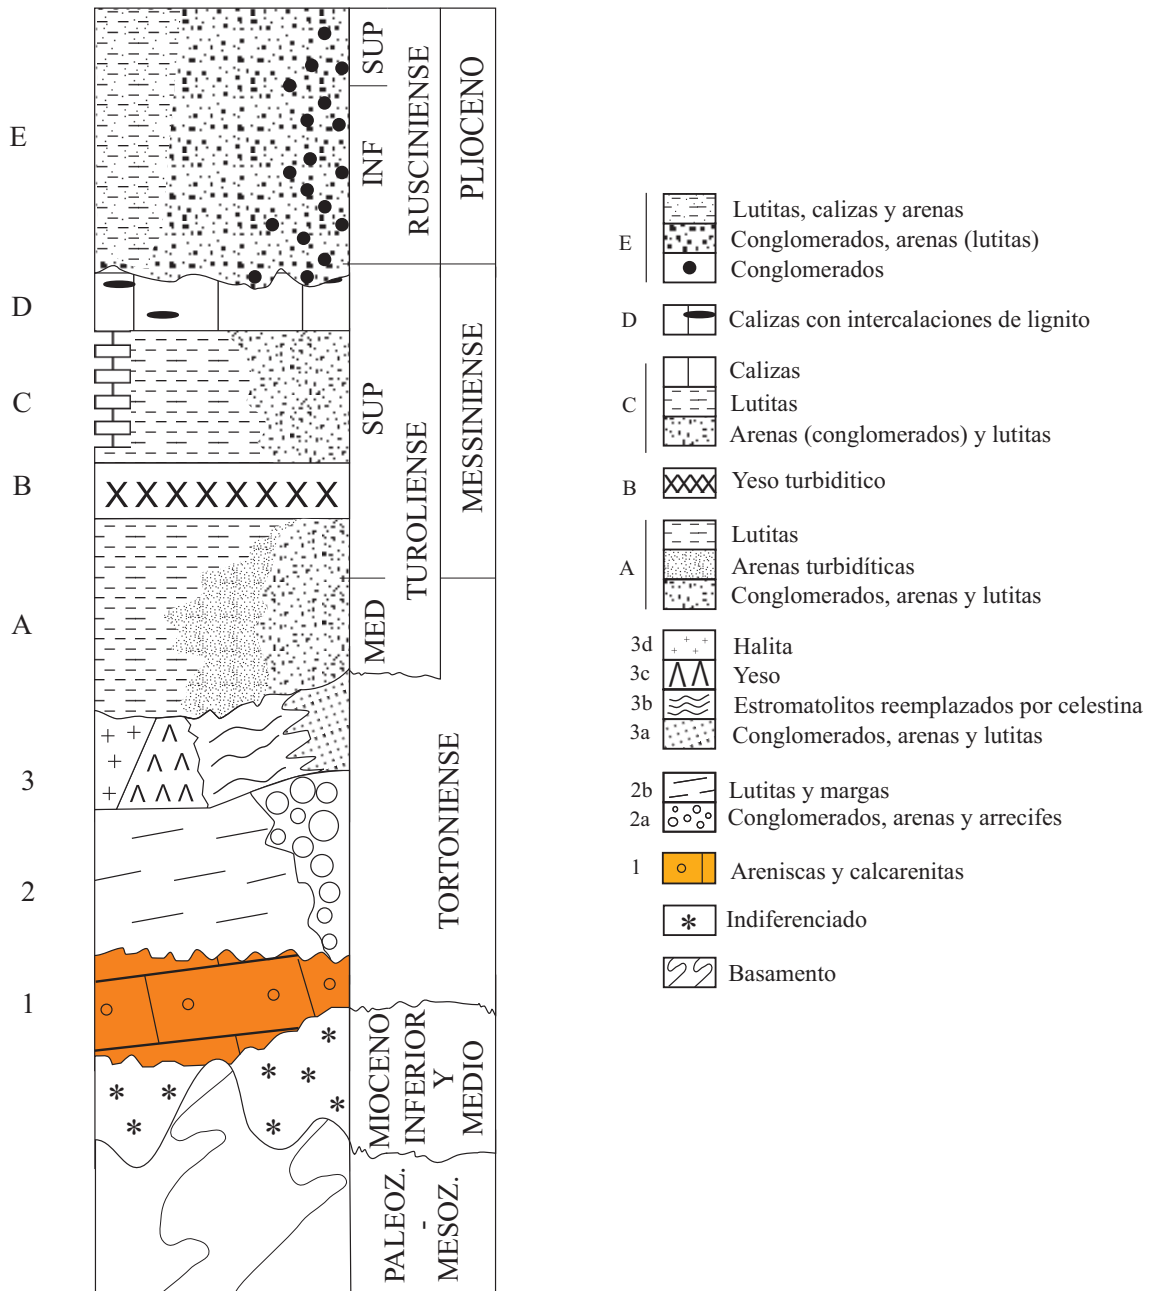 E
D
C
B
A
3
2
1
SUP
INF
RUSCINIENSE
PLIOCENO
SUP
MED
TUROLIENSE
MESSINIENSE
TORTONIENSE
MIOCENO
INFERIOR
Y
MEDIO
PALEOZ.
-
MESOZ.
E
Lutitas, calizas y arenas
Conglomerados, arenas (lutitas)
Conglomerados
D
Calizas con intercalaciones de lignito
C
Calizas
Lutitas
Arenas (conglomerados) y lutitas
B
Yeso turbiditico
A
Lutitas
Arenas turbidíticas
Conglomerados, arenas y lutitas
3d Halita
3c Yeso
3b Estromatolitos reemplazados por celestina
3a Conglomerados, arenas y lutitas
2b Lutitas y margas
2a Conglomerados, arenas y arrecifes
1 Areniscas y calcarenitas
Indiferenciado
Basamento